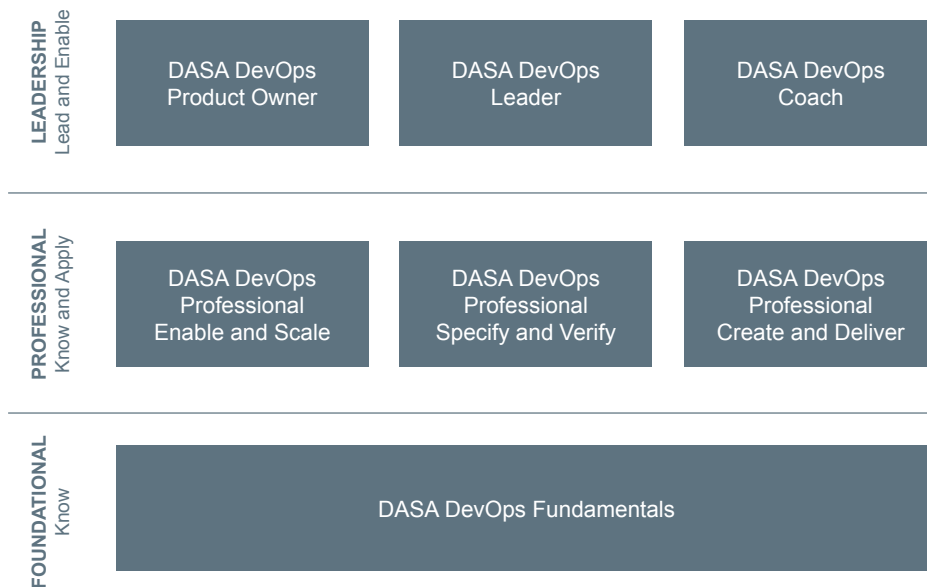 LEADERSHIP
Lead and Enable
DASA DevOps
Product Owner
DASA DevOps
Leader
DASA DevOps
Coach
PROFESSIONAL
Know and Apply
DASA DevOps
Professional
Enable and Scale
DASA DevOps
Professional
Specify and Verify
DASA DevOps
Professional
Create and Deliver
FOUNDATIONAL
Know
DASA DevOps Fundamentals